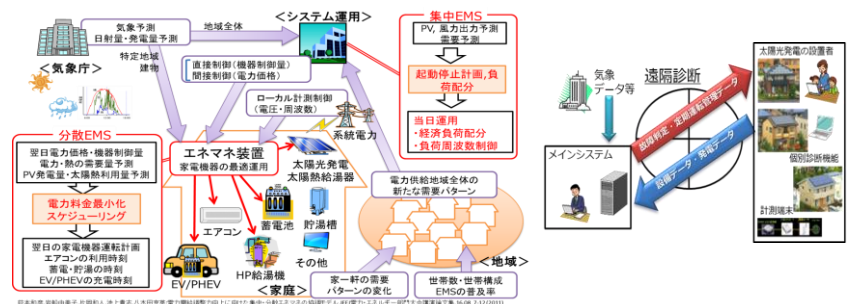 <システム運用>
気象予測
日射量・発電量予測
地域全体
特定地域
建物
<気象庁>
直接制御(機器制御量)
間接制御(電力価格)
ローカル計測制御
(電圧・周波数)
系統電力
集中EMS
PV, 風力出力予測
需要予測
起動停止計画,負
荷配分
当日運用
・経済負荷配分
・負荷周波数制御
分散EMS
翌日電力価格・機器制御量
電力・熱の需要量予測
PV発電量・太陽熱利用量予測
電力料金最小化
スケジューリング
翌日の家電機器運転計画
エアコンの利用時刻
蓄電・貯湯の時刻
EV/PHEVの充電時刻
エネマネ装置
家電機器の最適運用
太陽光発電
太陽熱給湯器
エアコン
蓄電池
貯湯槽
その他
EV/PHEV
HP給湯機
<家庭>
電力供給地域全体の
新たな需要パターン
<地域>
家一軒の需要
パターンの変化
世帯数・世帯構成
EMSの普及率
気象
データ等
遠隔診断
メインシステム
故障判定・定期運転管理データ
設備データ・発電データ
太陽光発電の設置者
個別診断機能
計測端末